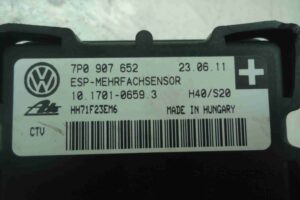 7P0 907 652 23.06.11
ESP-MEHRFACHSENSOR
10.1701-0659.3 H40/S20
Ate HH71F23EM6 MADE IN HUNGARY
CTV